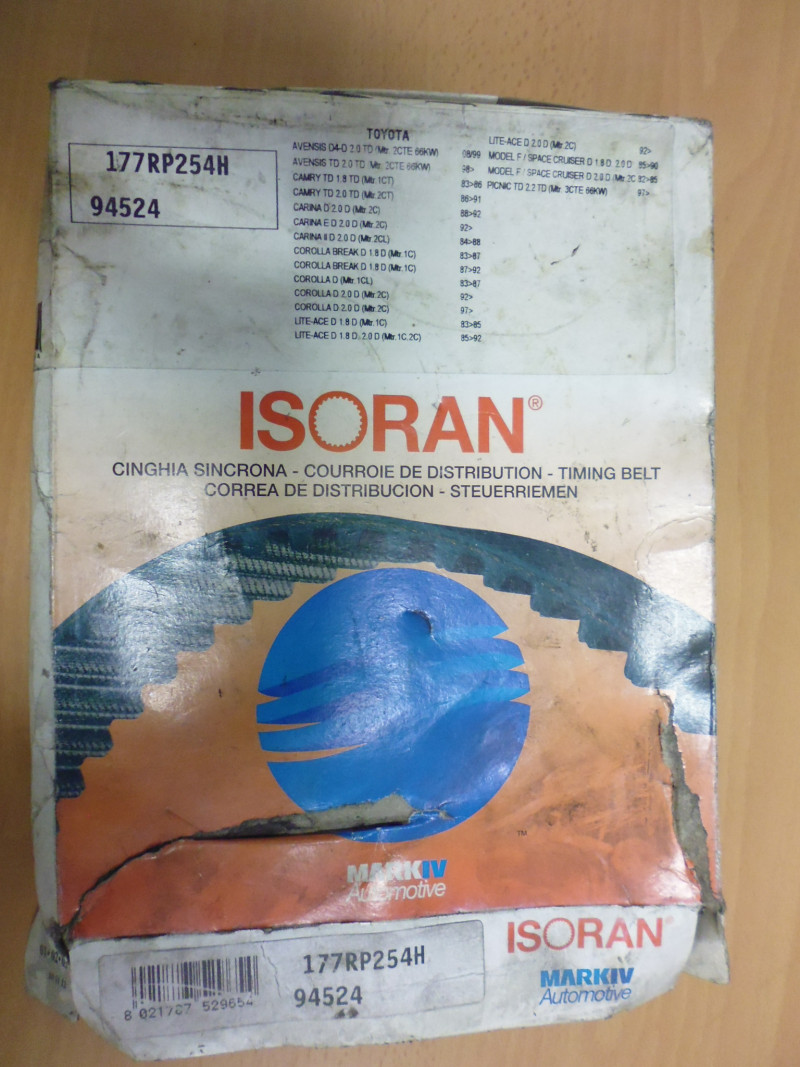 177RP254H
94524
TOYOTA
AVENSIS D4-D 2.0 TD (Mtr. 2CTE 66KW) 08/99
AVENSIS TD 2.0 TD (Mtr. 2CTE 66KW) 98>
CAMRY TD 1.8 TD (Mtr.1CT) 83>86
CAMRY TD 2.0 TD (Mtr.2CT) 86>91
CARINA D 2.0 D (Mtr.2C) 88>92
CARINA E D 2.0 D (Mtr.2C) 92>
CARINA II D 2.0 D (Mtr.2CL) 84>88
COROLLA BREAK D 1.8 D (Mtr.1C) 83>87
COROLLA BREAK D 1.8 D (Mtr.1C) 87>92
COROLLA D (Mtr.1CL) 83>87
COROLLA D 2.0 D (Mtr.2C) 92>
COROLLA D 2.0 D (Mtr.2C) 97>
LITE-ACE D 1.8 D (Mtr.1C) 83>85
LITE-ACE D 1.8 D, 2.0 D (Mtr.1C,2C) 85>92
LITE-ACE D 2.0 D (Mtr.2C) 92>
MODEL F / SPACE CRUISER D 1.8 D 2.0 D 85>90
MODEL F / SPACE CRUISER D 2.0 D (Mtr.2C 82>85
PICNIC TD 2.2 TD (Mtr. 3CTE 66KW) 97>
ISORAN®
CINGHIA SINCRONA - COURROIE DE DISTRIBUTION - TIMING BELT
CORREA DE DISTRIBUCION - STEUERRIEMEN
TM
MARKIV
Automotive
177RP254H
94524
8 021787 529654
ISORAN
MARKIV
Automotive